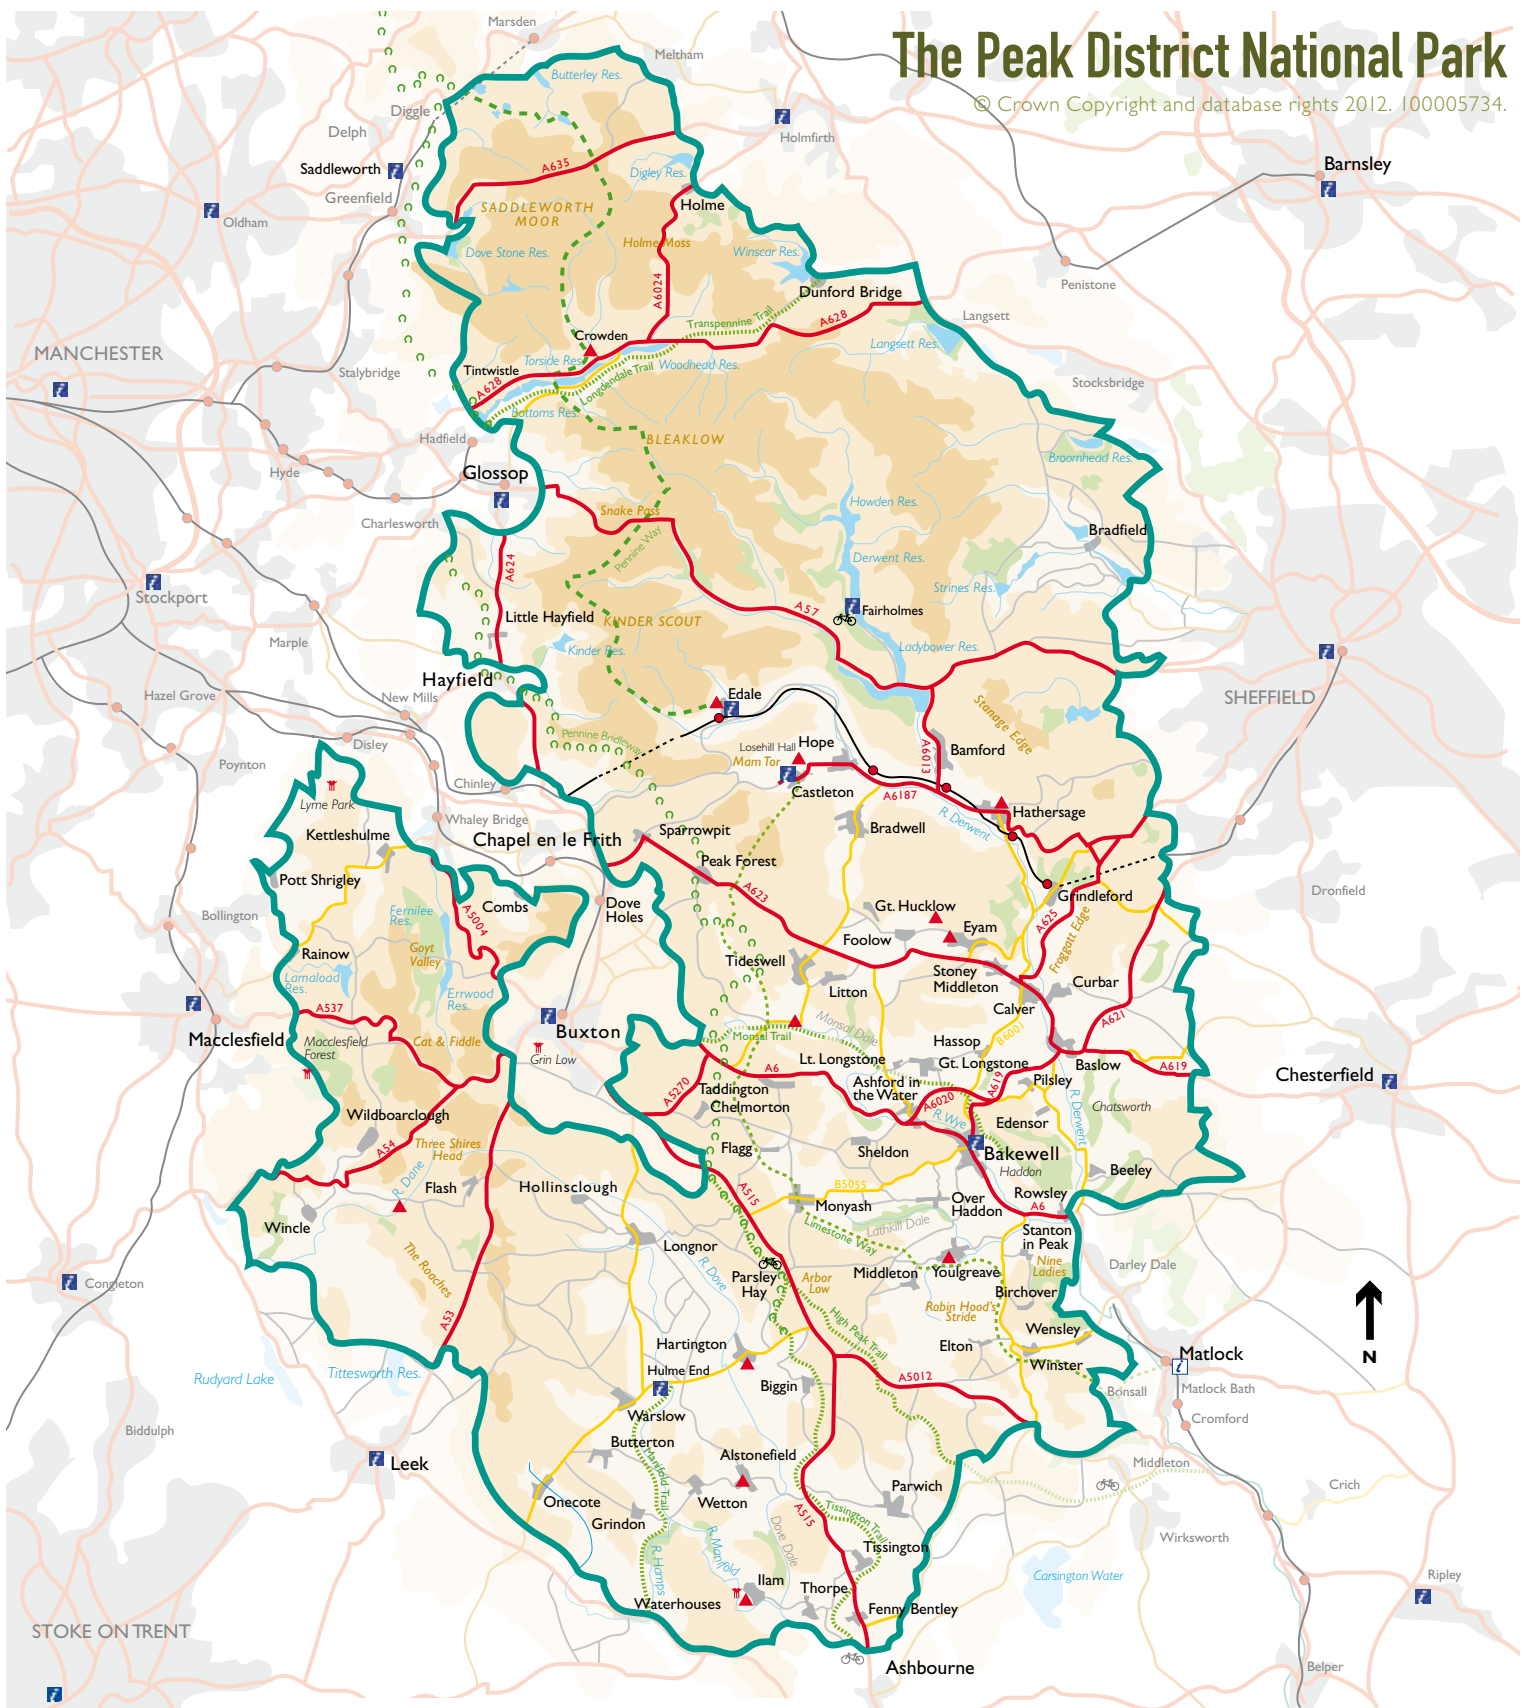 The Peak District National Park
© Crown Copyright and database rights 2012. 100005734.
Marsden
Meltham
Butterley Res.
Diggle
Delph
Holmfirth
Saddleworth
A635
Digley Res.
Barnsley
Greenfield
Oldham
SADDLEWORTH
MOOR
Holme
Holme Moss
Dove Stone Res.
Winscar Res.
Penistone
A6024
Dunford Bridge
Transpennine Trail
A628
Langsett
Langsett Res.
Crowden
MANCHESTER
Torside Res.
Woodhead Res.
Stalybridge
Tintwistle
A628
Longdendale Trail
Stocksbridge
Bottoms Res.
Hadfield
BLEAKLOW
Broomhead Res.
Hyde
Glossop
Howden Res.
Snake Pass
Charlesworth
Bradfield
Pennine Way
A624
Derwent Res.
Strines Res.
Stockport
A57
Fairholmes
Little Hayfield
KINDER SCOUT
Marple
Kinder Res.
Ladybower Res.
Hayfield
Hazel Grove
New Mills
Edale
SHEFFIELD
Stanage Edge
Pennine Bridleway
Disley
Losehill Hall
Hope
Mam Tor
Bamford
A6013
Poynton
Chinley
Castleton
A6187
Lyme Park
R. Derwent
Hathersage
Whaley Bridge
Kettleshulme
Chapel en le Frith
Sparrowpit
Bradwell
Peak Forest
Pott Shrigley
A623
Dronfield
Grindleford
Bollington
Fernilee
Res.
Combs
A5004
Dove
Holes
Gt. Hucklow
A625
Froggatt Edge
Eyam
Foolow
Goyt
Valley
Rainow
Tideswell
Stoney
Middleton
Lamaload
Res.
Litton
Curbar
Errwood
Res.
Calver
A537
A621
Monsal Dale
Buxton
Macclesfield
Macclesfield
Forest
Cat & Fiddle
Monsal Trail
Hassop
B6001
Grin Low
Lt. Longstone
Gt. Longstone
Baslow
A619
A6
Chesterfield
Ashford in
the Water
A619
Pilsley
A5270
Taddington
Chelmorton
A6020
R. Derwent
Chatsworth
Wildboarclough
R. Wye
Edensor
A54
Three Shires
Head
Flagg
Sheldon
Bakewell
Haddon
Beeley
R. Dane
Flash
Hollinsclough
A515
B5055
Monyash
Over
Haddon
Rowsley
A6
Wincle
Lathkill Dale
Stanton
in Peak
Limestone Way
Longnor
The Roaches
R. Dove
Parsley
Hay
Arbor
Low
Middleton
Youlgreave
Nine
Ladies
Darley Dale
Congleton
Birchover
Robin Hood's
Stride
High Peak Trail
A53
Wensley
N
Hartington
Elton
Matlock
Rudyard Lake
Tittesworth Res.
Hulme End
Winster
Biggin
A5012
Bonsall
Matlock Bath
Warslow
Cromford
Biddulph
Butterton
Alstonefield
Manifold Trail
Leek
Middleton
Parwich
Crich
Onecote
Wetton
A515
Tissington Trail
Grindon
Dove Dale
Wirksworth
R. Manifold
Tissington
R. Hamps
Carsington Water
Ripley
Ilam
Thorpe
Waterhouses
Fenny Bentley
STOKE ON TRENT
Ashbourne
Belper